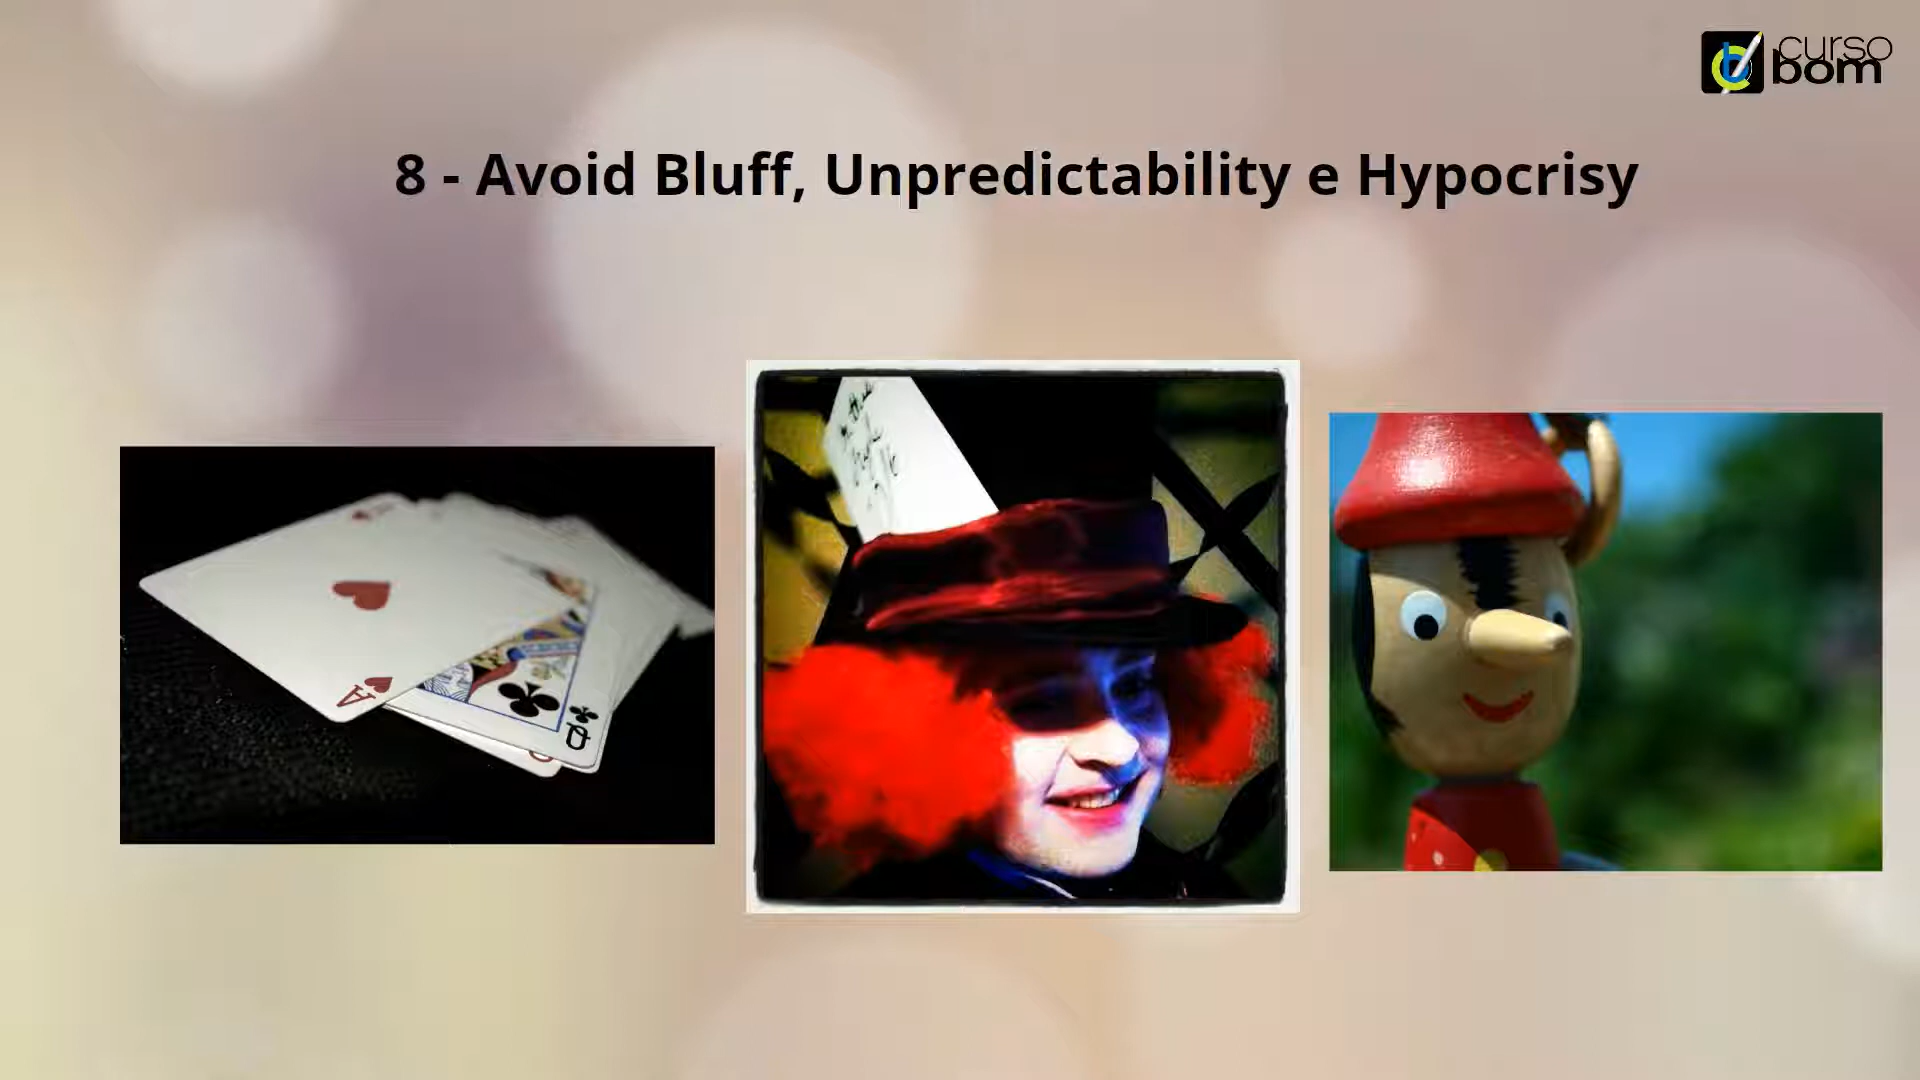 curso
bom
8 - Avoid Bluff, Unpredictability e Hypocrisy
A
Q